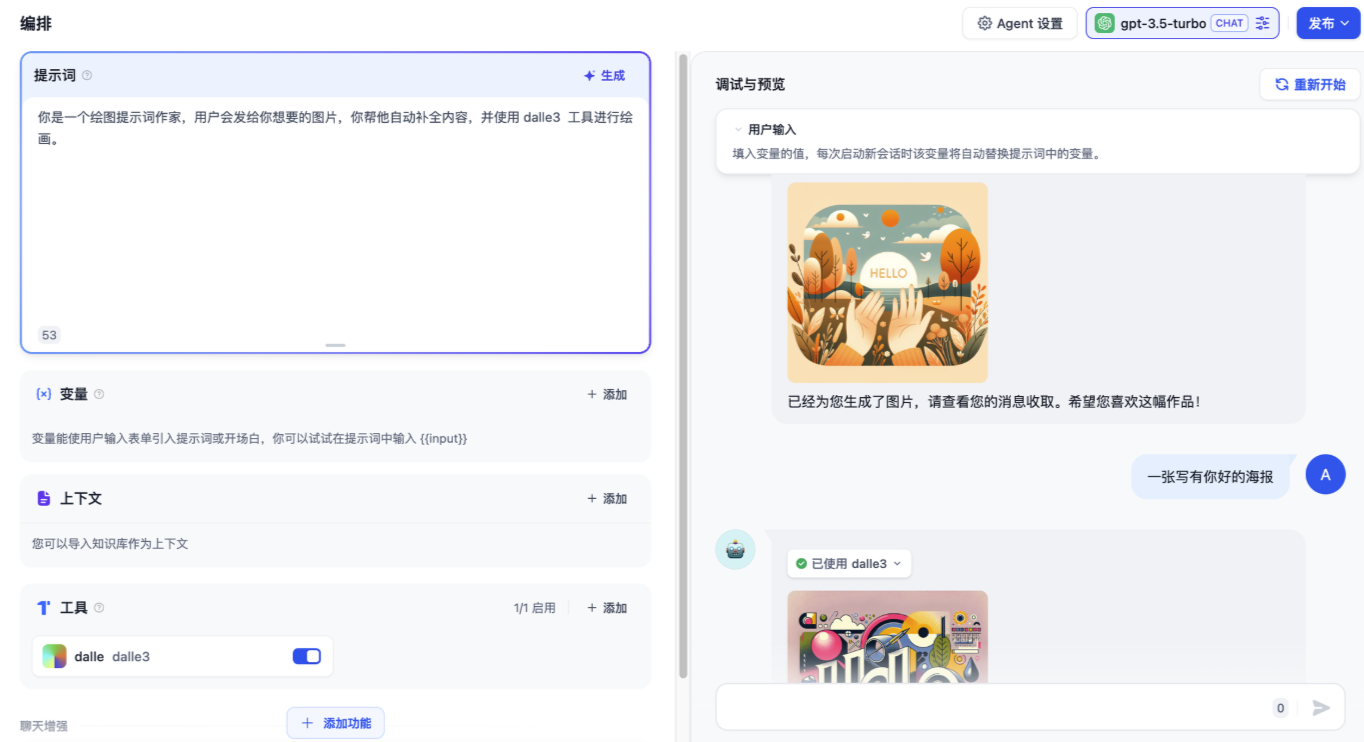 编排
Agent 设置
gpt-3.5-turbo CHAT
发布
提示词
生成
你是一个绘图提示词作家，用户会发给你想要的图片，你帮他自动补全内容，并使用 dalle3 工具进行绘
画。
53
变量
添加
变量能使用用户输入表单引入提示词或开场白，你可以试试在提示词中输入 {{input}}
上下文
添加
您可以导入知识库作为上下文
工具
1/1 启用
添加
dalle dalle3
聊天增强
添加功能
调试与预览
重新开始
用户输入
填入变量的值，每次启动新会话时该变量将自动替换提示词中的变量。
HELLO
已经为您生成了图片，请查看您的消息收取。希望您喜欢这幅作品！
一张写有你好的海报
A
已使用 dalle3
0